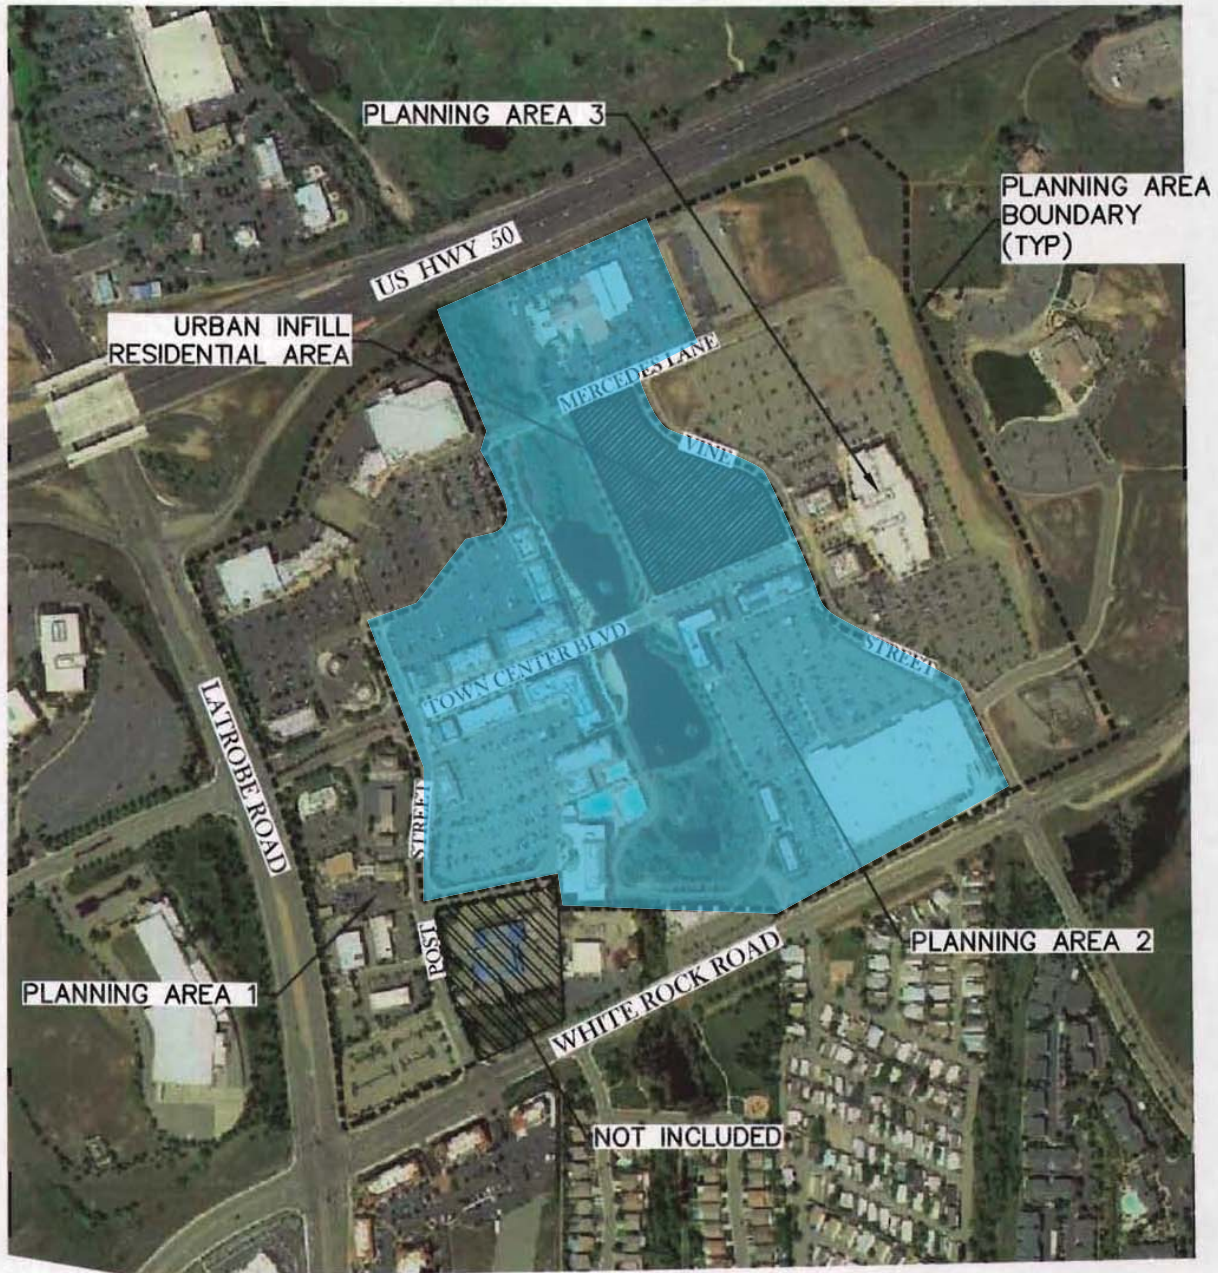 PLANNING AREA 3
PLANNING AREA
BOUNDARY
(TYP)
US HWY 50
URBAN INFILL
RESIDENTIAL AREA
MERCEDES LANE
VINE
TOWN CENTER BLVD
STREET
LATROBE ROAD
STREET
POST
PLANNING AREA 2
WHITE ROCK ROAD
PLANNING AREA 1
NOT INCLUDED